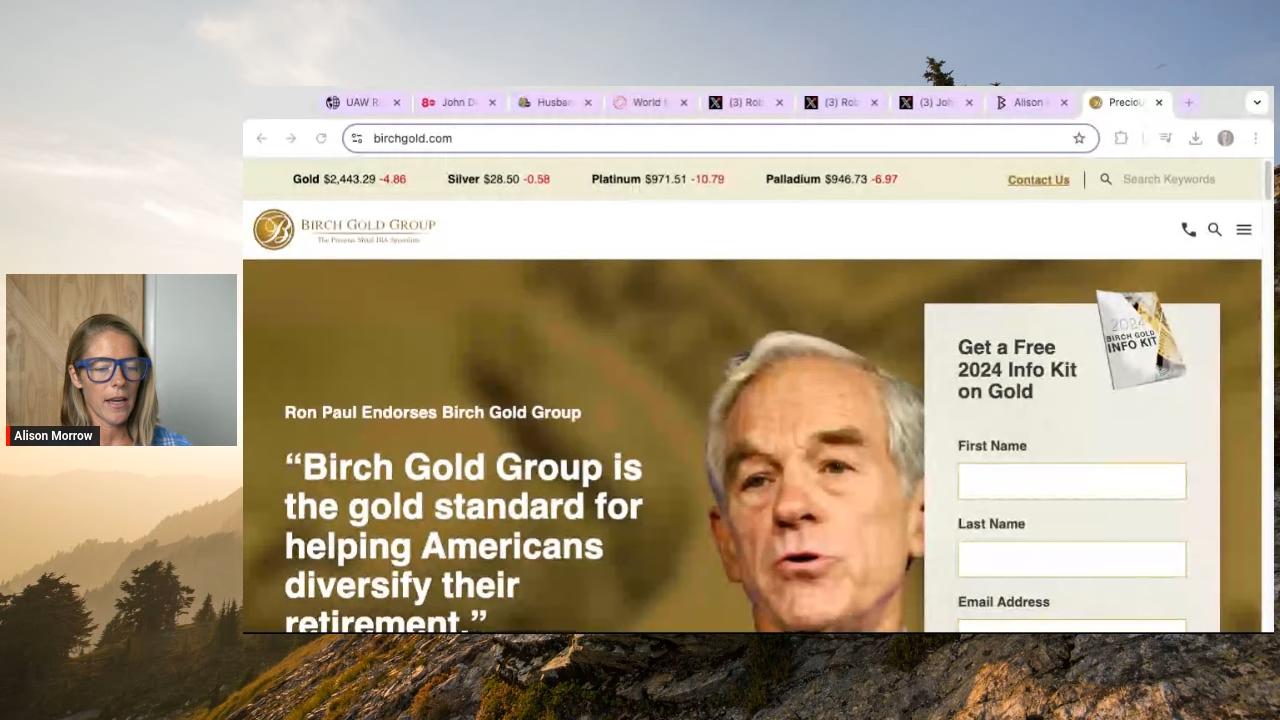 UAW R
8
John D
Husba
World
(3) Rob
(3) Rob
(3) Joh
Alison
Preciou
birchgold.com
Gold $2,443.29 -4.86
Silver $28.50 -0.58
Platinum $971.51 -10.79
Palladium $946.73 -6.97
Contact Us
Search Keywords
B
BIRCH GOLD GROUP
The Precious Metal IRA Specialists
Ron Paul Endorses Birch Gold Group
“Birch Gold Group is
the gold standard for
helping Americans
diversify their
retirement.”
Get a Free
2024 Info Kit
on Gold
2024
BIRCH GOLD
INFO KIT
First Name
Last Name
Email Address
Alison Morrow